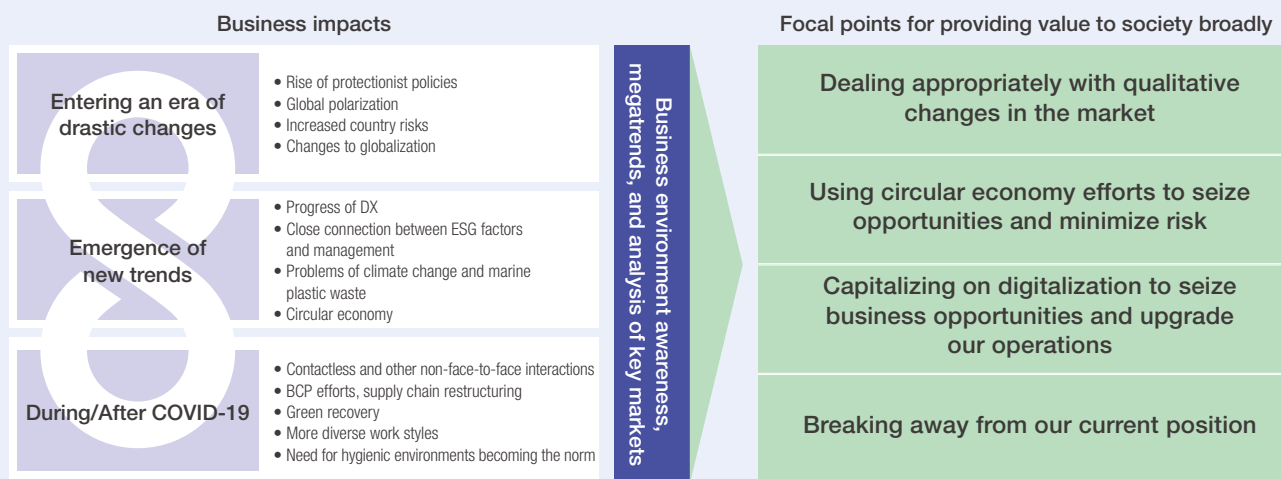 Business impacts
Entering an era of
drastic changes
• Rise of protectionist policies
• Global polarization
• Increased country risks
• Changes to globalization
Emergence of
new trends
• Progress of DX
• Close connection between ESG factors
and management
• Problems of climate change and marine
plastic waste
• Circular economy
During/After COVID-19
• Contactless and other non-face-to-face interactions
• BCP efforts, supply chain restructuring
• Green recovery
• More diverse work styles
• Need for hygienic environments becoming the norm
Business environment awareness,
megatrends, and analysis of key markets
Focal points for providing value to society broadly
Dealing appropriately with qualitative
changes in the market
Using circular economy efforts to seize
opportunities and minimize risk
Capitalizing on digitalization to seize
business opportunities and upgrade
our operations
Breaking away from our current position